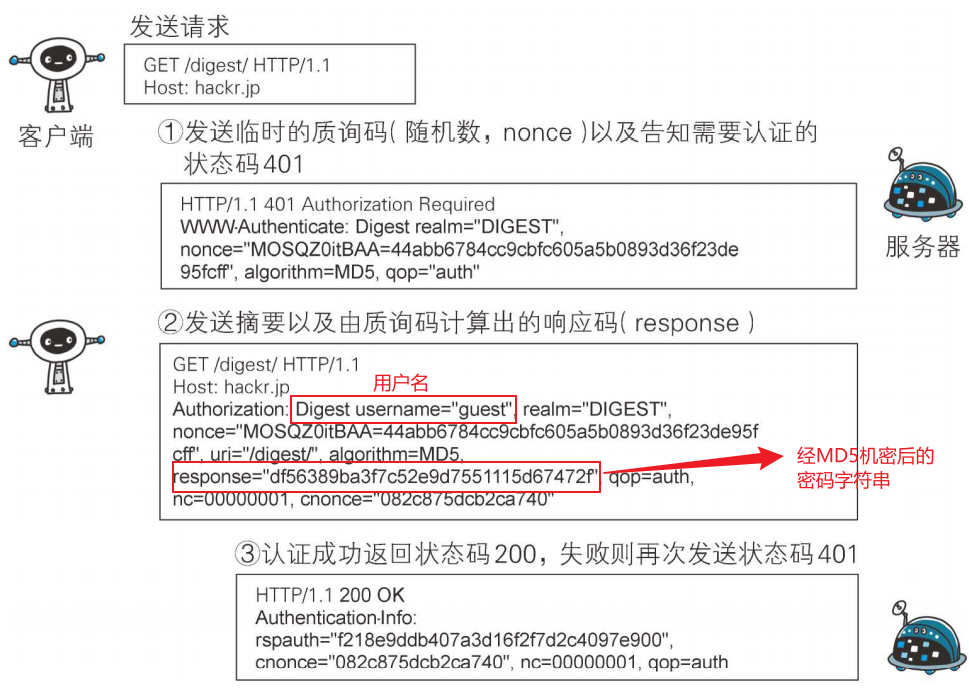 发送请求
GET /digest/ HTTP/1.1
Host: hackr.jp
客户端
①发送临时的质询码( 随机数，nonce )以及告知需要认证的
状态码401
HTTP/1.1 401 Authorization Required
WWW-Authenticate: Digest realm="DIGEST",
nonce="MOSQZ0itBAA=44abb6784cc9cbfc605a5b0893d36f23de
95fcff", algorithm=MD5, qop="auth"
服务器
②发送摘要以及由质询码计算出的响应码( response )
GET /digest/ HTTP/1.1
Host: hackr.jp
用户名
Authorization: Digest username="guest", realm="DIGEST",
nonce="MOSQZ0itBAA=44abb6784cc9cbfc605a5b0893d36f23de95f
cff", uri="/digest/", algorithm=MD5,
response="df56389ba3f7c52e9d7551115d67472f", qop=auth,
nc=00000001, cnonce="082c875dcb2ca740"
经MD5机密后的
密码字符串
③认证成功返回状态码200，失败则再次发送状态码401
HTTP/1.1 200 OK
Authentication-Info:
rspauth="f218e9ddb407a3d16f2f7d2c4097e900",
cnonce="082c875dcb2ca740", nc=00000001, qop=auth